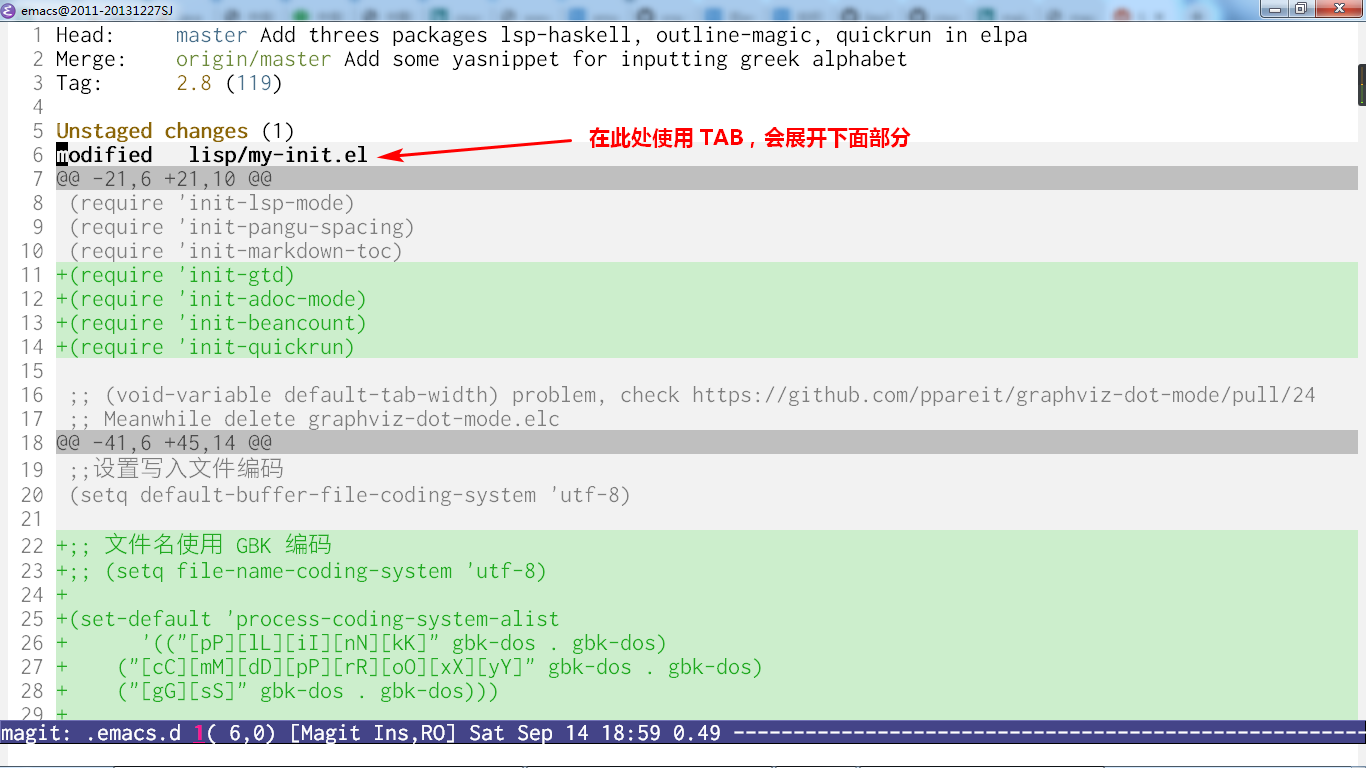 emacs@2011-20131227SJ
1 Head:     master Add threes packages lsp-haskell, outline-magic, quickrun in elpa
2 Merge:    origin/master Add some yasnippet for inputting greek alphabet
3 Tag:      2.8 (119)
4
5 Unstaged changes (1)
在此处使用 TAB，会展开下面部分
6 modified   lisp/my-init.el
7 @@ -21,6 +21,10 @@
8  (require 'init-lsp-mode)
9  (require 'init-pangu-spacing)
10  (require 'init-markdown-toc)
11 +(require 'init-gtd)
12 +(require 'init-adoc-mode)
13 +(require 'init-beancount)
14 +(require 'init-quickrun)
15
16  ;; (void-variable default-tab-width) problem, check https://github.com/ppareit/graphviz-dot-mode/pull/24
17  ;; Meanwhile delete graphviz-dot-mode.elc
18 @@ -41,6 +45,14 @@
19  ;;设置写入文件编码
20  (setq default-buffer-file-coding-system 'utf-8)
21
22 +;; 文件名使用 GBK 编码
23 +;; (setq file-name-coding-system 'utf-8)
24 +
25 +(set-default 'process-coding-system-alist
26 +      '(("[pP][lL][iI][nN][kK]" gbk-dos . gbk-dos)
27 +    ("[cC][mM][dD][pP][rR][oO][xX][yY]" gbk-dos . gbk-dos)
28 +    ("[gG][sS]" gbk-dos . gbk-dos)))
29 +
magit: .emacs.d 1( 6,0) [Magit Ins,RO] Sat Sep 14 18:59 0.49 -----------------------------------------------------